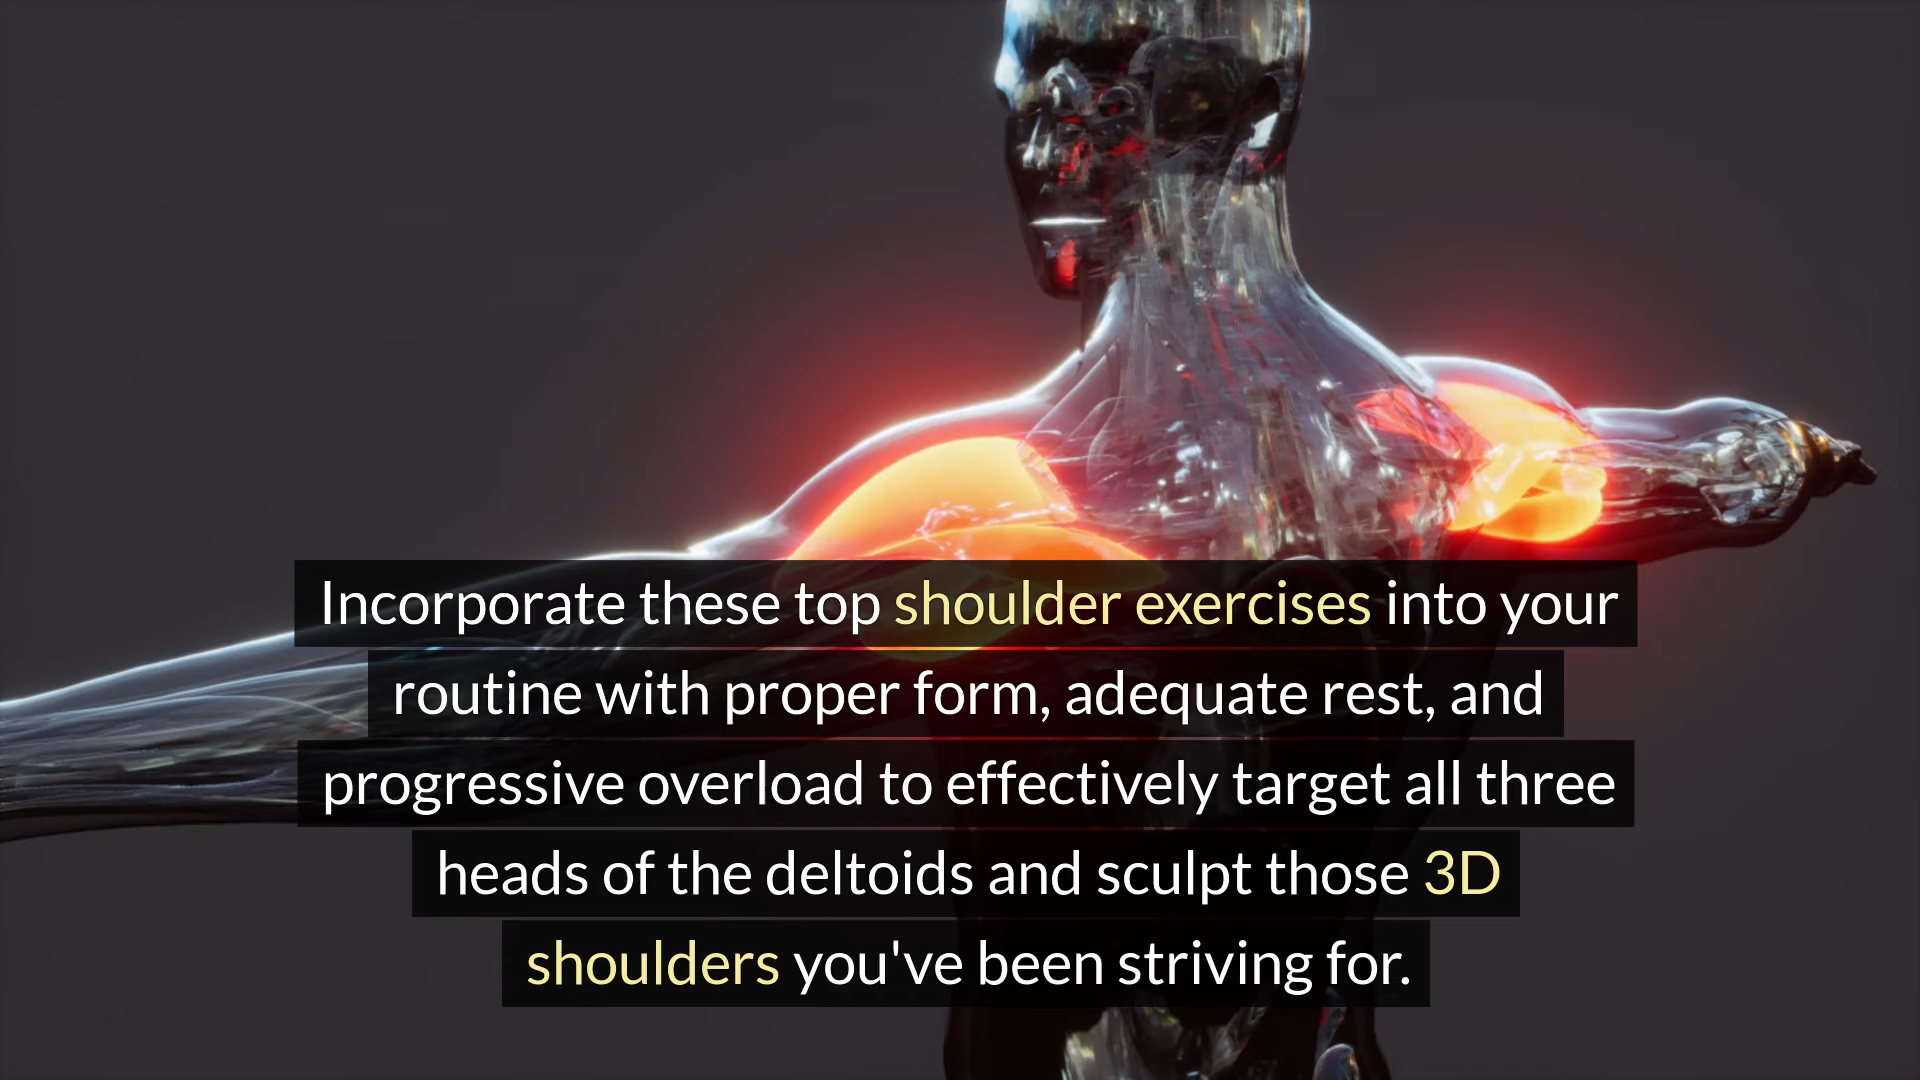 Incorporate these top shoulder exercises into your
routine with proper form, adequate rest, and
progressive overload to effectively target all three
heads of the deltoids and sculpt those 3D
shoulders you've been striving for.